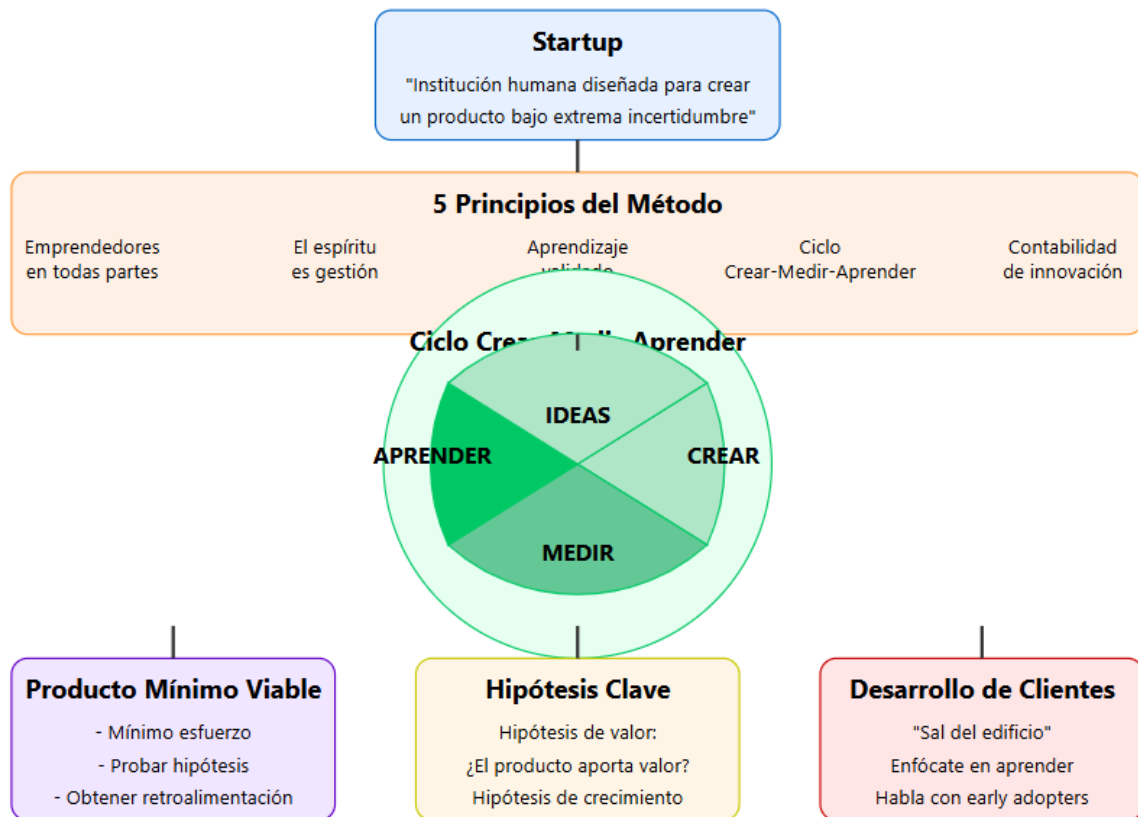 Startup
"Institución humana diseñada para crear
un producto bajo extrema incertidumbre"
5 Principios del Método
Emprendedores
en todas partes
El espíritu
es gestión
Aprendizaje
validado
Ciclo
Crear-Medir-Aprender
Contabilidad
de innovación
Ciclo Crear-Medir-Aprender
IDEAS
APRENDER
CREAR
MEDIR
Producto Mínimo Viable
- Mínimo esfuerzo
- Probar hipótesis
- Obtener retroalimentación
Hipótesis Clave
Hipótesis de valor:
¿El producto aporta valor?
Hipótesis de crecimiento
Desarrollo de Clientes
"Sal del edificio"
Enfócate en aprender
Habla con early adopters